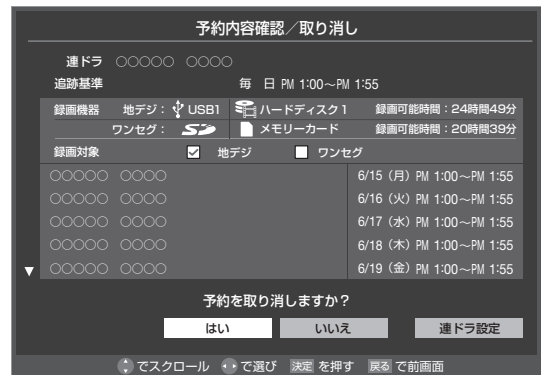 予約内容確認／取り消し
連ドラ ○○○○○ ○○○○
追跡基準 毎 日 PM 1:00～PM 1:55
録画機器 地デジ： USB1 ハードディスク1 録画可能時間：24時間49分
ワンセグ： SD メモリーカード 録画可能時間：20時間39分
録画対象 地デジ ワンセグ
○○○○○ ○○○○ 6/15（月）PM 1:00～PM 1:55
○○○○○ ○○○○ 6/16（火）PM 1:00～PM 1:55
○○○○○ ○○○○ 6/17（水）PM 1:00～PM 1:55
○○○○○ ○○○○ 6/18（木）PM 1:00～PM 1:55
▼ ○○○○○ ○○○○ 6/19（金）PM 1:00～PM 1:55
予約を取り消しますか？
はい いいえ 連ドラ設定
でスクロール で選び 決定 を押す 戻る で前画面